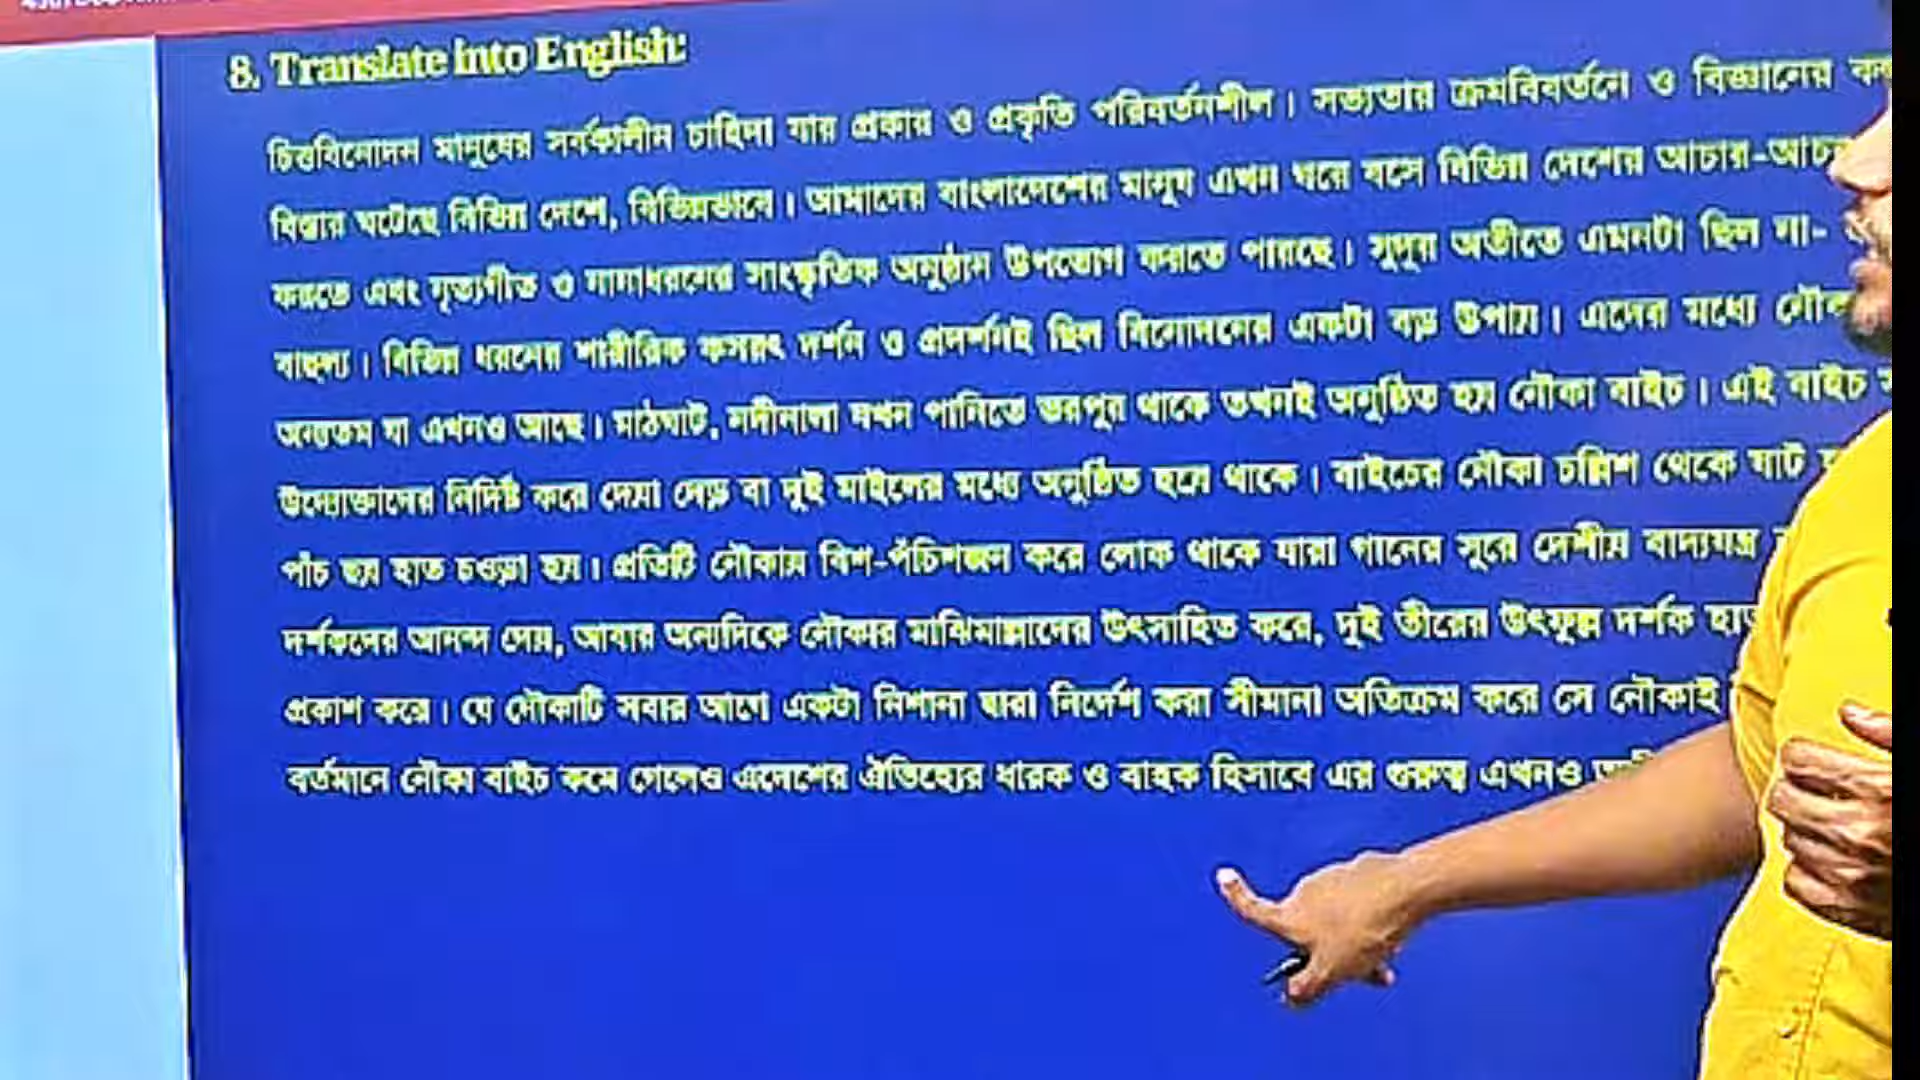 8. Translate into English:
চিত্তবিনোদন মানুষের সর্বকালীন চাহিদা যার প্রকার ও প্রকৃতি পরিবর্তনশীল। সভ্যতার ক্রমবিবর্তনে ও বিজ্ঞানের
বিস্তার ঘটেছে বিভিন্ন দেশে, বিভিন্নভাবে। আমাদের বাংলাদেশের মানুষ এখন ঘরে বসে বিভিন্ন দেশের আচার-আচ
করতে এবং নৃত্যগীত ও নানাধরনের সাংস্কৃতিক অনুষ্ঠান উপভোগ করতে পারছে। সুদূর অতীতে এমনটা ছিল না-
বাহুল্য। বিভিন্ন ধরনের শারীরিক কসরৎ দর্শন ও প্রদর্শনই ছিল বিনোদনের একটা বড় উপায়। এদের মধ্যে নৌক
অন্যতম যা এখনও আছে। মাঠঘাট, নদীনালা যখন পানিতে ভরপুর থাকে তখনই অনুষ্ঠিত হয় নৌকা বাইচ। এই বাইচ
উদ্যোক্তাদের নির্দিষ্ট করে দেয়া দেড় বা দুই মাইলের মধ্যে অনুষ্ঠিত হয়ে থাকে। বাইচের নৌকা চল্লিশ থেকে ষাট
পাঁচ ছয় হাত চওড়া হয়। প্রতিটি নৌকায় বিশ-পঁচিশজন করে লোক থাকে যারা গানের সুরে দেশীয় বাদ্যযন্ত্র
দর্শকদের আনন্দ দেয়, আবার অন্যদিকে নৌকার মাঝিমাল্লাদের উৎসাহিত করে, দুই তীরের উৎফুল্ল দর্শক
প্রকাশ করে। যে নৌকাটি সবার আগে একটা নিশানা দ্বারা নির্দেশ করা সীমানা অতিক্রম করে সে নৌকাই
বর্তমানে নৌকা বাইচ কমে গেলেও এদেশের ঐতিহ্যের ধারক ও বাহক হিসাবে এর গুরুত্ব এখনও